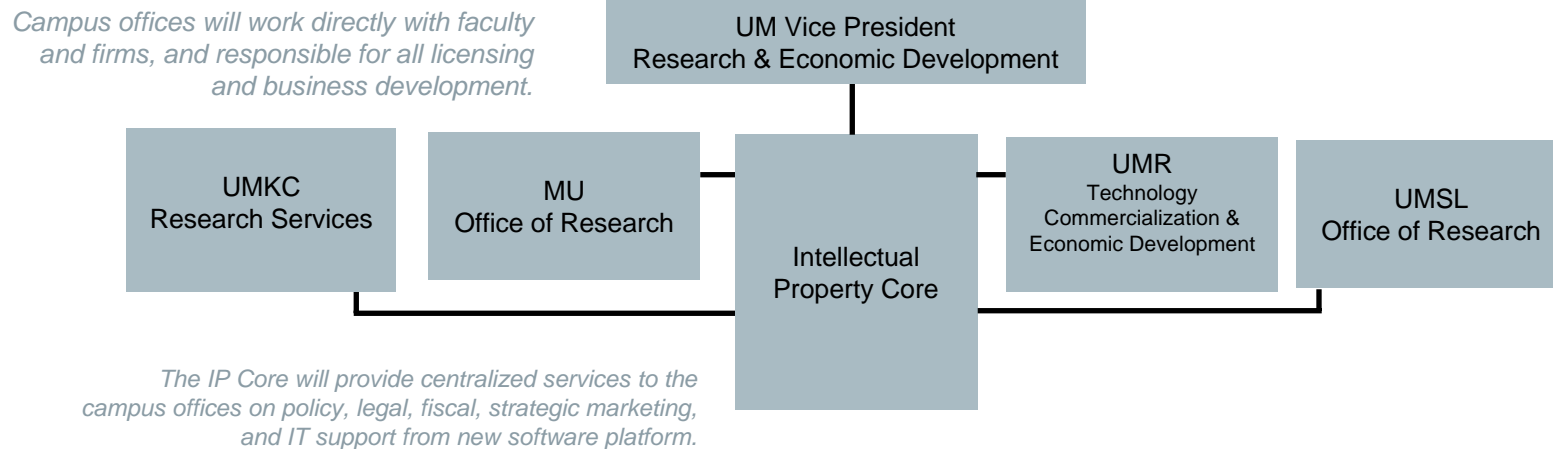 Campus offices will work directly with faculty
and firms, and responsible for all licensing
and business development.
UM Vice President
Research & Economic Development
UMKC
Research Services
MU
Office of Research
Intellectual
Property Core
UMR
Technology
Commercialization &
Economic Development
UMSL
Office of Research
The IP Core will provide centralized services to the
campus offices on policy, legal, fiscal, strategic marketing,
and IT support from new software platform.